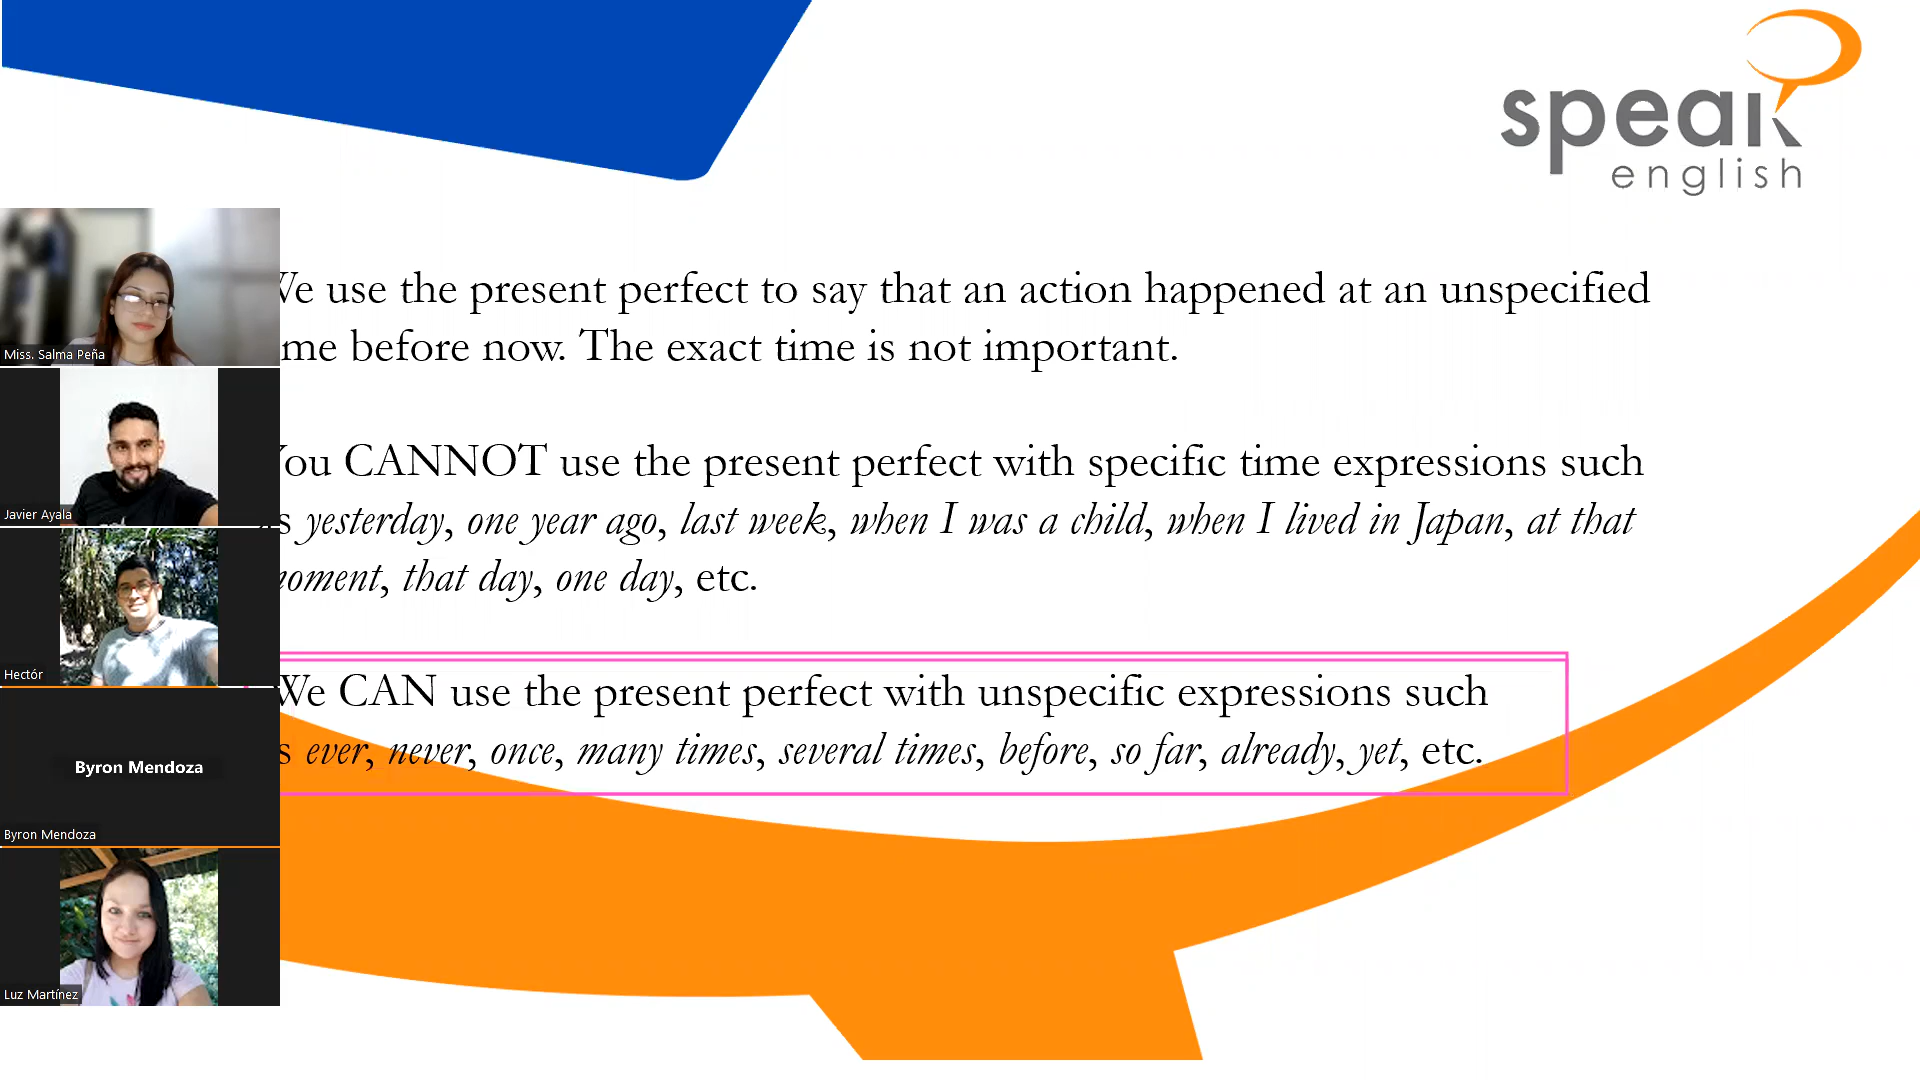 speak
english
We use the present perfect to say that an action happened at an unspecified
me before now. The exact time is not important.
You CANNOT use the present perfect with specific time expressions such
s yesterday, one year ago, last week, when I was a child, when I lived in Japan, at that
moment, that day, one day, etc.
We CAN use the present perfect with unspecific expressions such
s ever, never, once, many times, several times, before, so far, already, yet, etc.
Miss. Salma Peña
Javier Ayala
Hectór
Byron Mendoza
Byron Mendoza
Luz Martínez